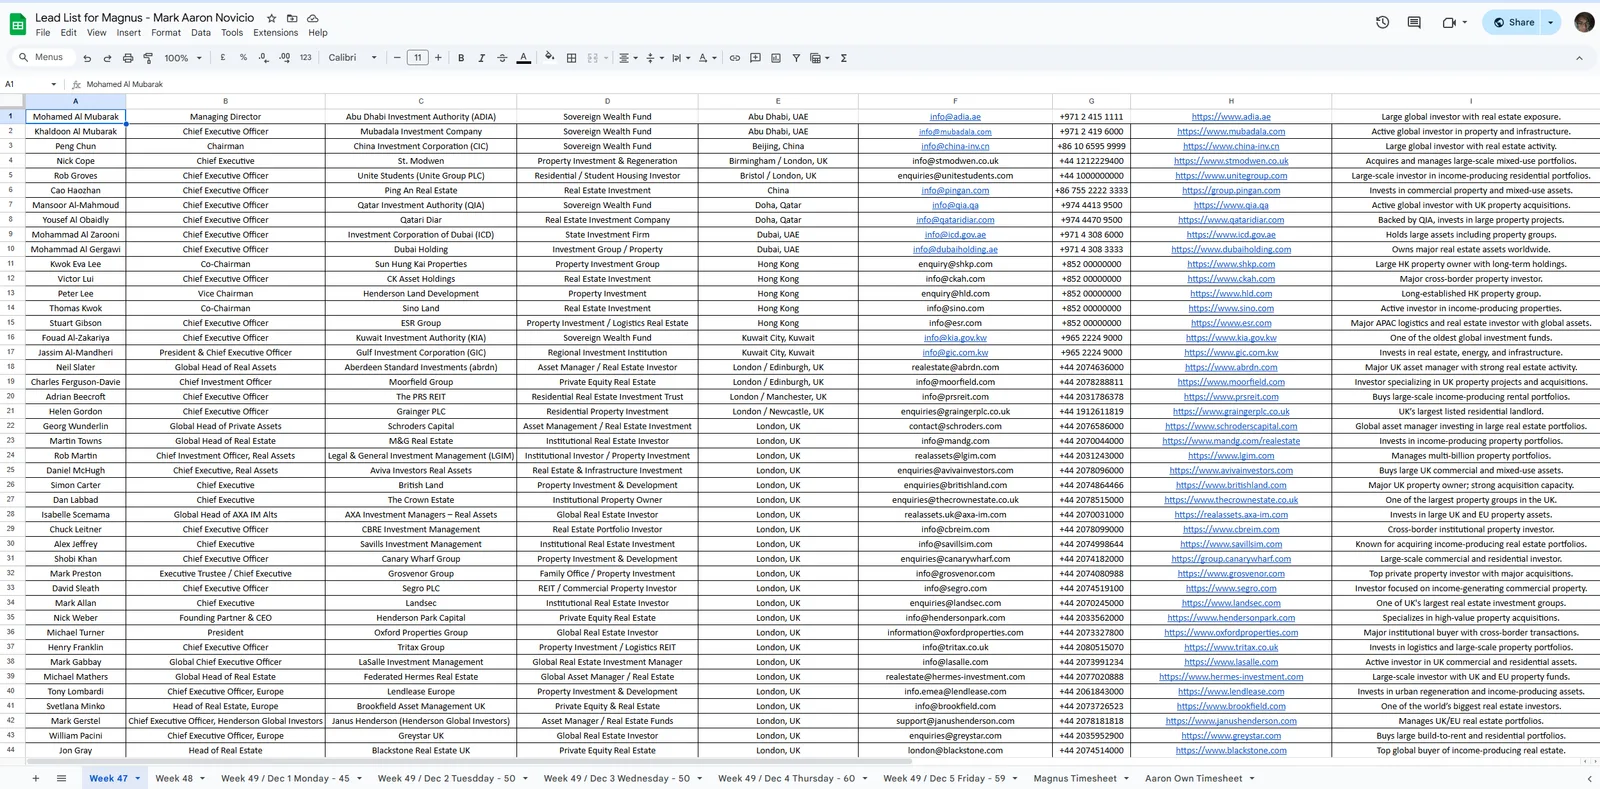 Lead List for Magnus - Mark Aaron Novicio
File Edit View Insert Format Data Tools Extensions Help
Share
Menus 100% £ % .0 .00 123 Calibri 11 B I S A Σ
A1 fx Mohamed Al Mubarak
A B C D E F G H I
1 Mohamed Al Mubarak Managing Director Abu Dhabi Investment Authority (ADIA) Sovereign Wealth Fund Abu Dhabi, UAE info@adia.ae +971 2 415 1111 https://www.adia.ae Large global investor with real estate exposure.
2 Khaldoon Al Mubarak Chief Executive Officer Mubadala Investment Company Sovereign Wealth Fund Abu Dhabi, UAE info@mubadala.com +971 2 419 6000 https://www.mubadala.com Active global investor in property and infrastructure.
3 Peng Chun Chairman China Investment Corporation (CIC) Sovereign Wealth Fund Beijing, China info@china-inv.cn +86 10 6595 9999 https://www.china-inv.cn Large global investor with real estate activity.
4 Nick Cope Chief Executive St. Modwen Property Investment & Regeneration Birmingham / London, UK info@stmodwen.co.uk +44 1212229400 https://www.stmodwen.co.uk Acquires and manages large-scale mixed-use portfolios.
5 Rob Groves Chief Executive Officer Unite Students (Unite Group PLC) Residential / Student Housing Investor Bristol / London, UK enquiries@unitestudents.com +44 1000000000 https://www.unitegroup.com Large-scale investor in income-producing residential portfolios.
6 Cao Haozhan Chief Executive Officer Ping An Real Estate Real Estate Investment China info@pingan.com +86 755 2222 3333 https://group.pingan.com Invests in commercial property and mixed-use assets.
7 Mansoor Al-Mahmoud Chief Executive Officer Qatar Investment Authority (QIA) Sovereign Wealth Fund Doha, Qatar info@qia.qa +974 4413 9500 https://www.qia.qa Active global investor with UK property acquisitions.
8 Yousef Al Obaidly Chief Executive Officer Qatari Diar Real Estate Investment Company Doha, Qatar info@qataridiar.com +974 4470 9500 https://www.qataridiar.com Backed by QIA, invests in large property projects.
9 Mohammad Al Zarooni Chief Executive Officer Investment Corporation of Dubai (ICD) State Investment Firm Dubai, UAE info@icd.gov.ae +971 4 308 6000 https://www.icd.gov.ae Holds large assets including property groups.
10 Mohammad Al Gergawi Chief Executive Officer Dubai Holding Investment Group / Property Dubai, UAE info@dubaiholding.ae +971 4 308 3333 https://www.dubaiholding.com Owns major real estate assets worldwide.
11 Kwok Eva Lee Co-Chairman Sun Hung Kai Properties Property Investment Group Hong Kong enquiry@shkp.com +852 00000000 https://www.shkp.com Large HK property owner with long-term holdings.
12 Victor Lui Chief Executive Officer CK Asset Holdings Real Estate Investment Hong Kong info@ckah.com +852 00000000 https://www.ckah.com Major cross-border property investor.
13 Peter Lee Vice Chairman Henderson Land Development Property Investment Hong Kong enquiry@hld.com +852 00000000 https://www.hld.com Long-established HK property group.
14 Thomas Kwok Co-Chairman Sino Land Real Estate Investment Hong Kong info@sino.com +852 00000000 https://www.sino.com Active investor in income-producing properties.
15 Stuart Gibson Chief Executive Officer ESR Group Property Investment / Logistics Real Estate Hong Kong info@esr.com +852 00000000 https://www.esr.com Major APAC logistics and real estate investor with global assets.
16 Fouad Al-Zakariya Chief Executive Officer Kuwait Investment Authority (KIA) Sovereign Wealth Fund Kuwait City, Kuwait info@kia.gov.kw +965 2224 9000 https://www.kia.gov.kw One of the oldest global investment funds.
17 Jassim Al-Mandheri President & Chief Executive Officer Gulf Investment Corporation (GIC) Regional Investment Institution Kuwait City, Kuwait info@gic.com.kw +965 2224 9000 https://www.gic.com.kw Invests in real estate, energy, and infrastructure.
18 Neil Slater Global Head of Real Assets Aberdeen Standard Investments (abrdn) Asset Manager / Real Estate Investor London / Edinburgh, UK realestate@abrdn.com +44 2074636000 https://www.abrdn.com Major UK asset manager with strong real estate activity.
19 Charles Ferguson-Davie Chief Investment Officer Moorfield Group Private Equity Real Estate London / Edinburgh, UK info@moorfield.com +44 2078288811 https://www.moorfield.com Investor specializing in UK property projects and acquisitions.
20 Adrian Beecroft Chief Executive Officer The PRS REIT Residential Real Estate Investment Trust London / Manchester, UK info@prsreit.com +44 2031786378 https://www.prsreit.com Buys large-scale income-producing rental portfolios.
21 Helen Gordon Chief Executive Officer Grainger PLC Residential Property Investment London / Newcastle, UK enquiries@graingerplc.co.uk +44 1912611819 https://www.graingerplc.co.uk UK's largest listed residential landlord.
22 Georg Wunderlin Global Head of Private Assets Schroders Capital Asset Management / Real Estate Investment London, UK contact@schroders.com +44 2076586000 https://www.schroderscapital.com Global asset manager investing in large real estate portfolios.
23 Martin Towns Global Head of Real Estate M&G Real Estate Institutional Real Estate Investor London, UK info@mandg.com +44 2070044000 https://www.mandg.com/realestate Invests in income-producing property portfolios.
24 Rob Martin Chief Investment Officer, Real Assets Legal & General Investment Management (LGIM) Institutional Investor / Property Investor London, UK realassets@lgim.com +44 2031243000 https://www.lgim.com Manages multi-billion property portfolios.
25 Daniel McHugh Chief Executive, Real Assets Aviva Investors Real Assets Real Estate & Infrastructure Investment London, UK enquiries@avivainvestors.com +44 2078096000 https://www.avivainvestors.com Buys large UK commercial and mixed-use assets.
26 Simon Carter Chief Executive British Land Property Investment & Development London, UK enquiries@britishland.com +44 2074864466 https://www.britishland.com Major UK property owner; strong acquisition capacity.
27 Dan Labbad Chief Executive The Crown Estate Institutional Property Owner London, UK enquiries@thecrownestate.co.uk +44 2078515000 https://www.thecrownestate.co.uk One of the largest property groups in the UK.
28 Isabelle Scemama Global Head of AXA IM Alts AXA Investment Managers – Real Assets Global Real Estate Investor London, UK realassets.uk@axa-im.com +44 2070031000 https://realassets.axa-im.com Invests in large UK and EU property assets.
29 Chuck Leitner Chief Executive Officer CBRE Investment Management Real Estate Portfolio Investor London, UK info@cbreim.com +44 2078099000 https://www.cbreim.com Cross-border institutional property investor.
30 Alex Jeffrey Chief Executive Officer Savills Investment Management Institutional Real Estate Investor London, UK info@savillsim.com +44 2074998644 https://www.savillsim.com Known for acquiring income-producing real estate portfolios.
31 Shobi Khan Chief Executive Officer Canary Wharf Group Property Investment & Development London, UK enquiries@canarywharf.com +44 2074182000 https://group.canarywharf.com Large-scale commercial and residential investor.
32 Mark Preston Executive Trustee / Chief Executive Grosvenor Group Family Office / Property Investment London, UK info@grosvenor.com +44 2074080988 https://www.grosvenor.com Top private property investor with major acquisitions.
33 David Sleath Chief Executive Officer Segro PLC REIT / Commercial Property Investor London, UK info@segro.com +44 2074519100 https://www.segro.com Investor focused on income-generating commercial property.
34 Mark Allan Chief Executive Landsec Institutional Real Estate Investor London, UK enquiries@landsec.com +44 2070245000 https://www.landsec.com One of UK's largest real estate investment groups.
35 Nick Weber Founding Partner & CEO Henderson Park Capital Private Equity Real Estate London, UK info@hendersonpark.com +44 2033562000 https://www.hendersonpark.com Specializes in high-value property acquisitions.
36 Michael Turner President Oxford Properties Group Global Real Estate Investor London, UK information@oxfordproperties.com +44 2073327800 https://www.oxfordproperties.com Major institutional buyer with cross-border transactions.
37 Henry Franklin Chief Executive Officer Tritax Group Property Investment / Logistics REIT London, UK info@tritax.co.uk +44 2080515070 https://www.tritax.co.uk Invests in logistics and large-scale property portfolios.
38 Mark Gabbay Global Chief Executive Officer LaSalle Investment Management Global Real Estate Investment Manager London, UK info@lasalle.com +44 2073991234 https://www.lasalle.com Active investor in UK commercial and residential assets.
39 Michael Mathers Global Head of Real Estate Federated Hermes Real Estate Global Asset Manager / Real Estate London, UK realestate@hermes-investment.com +44 2077020888 https://www.hermes-investment.com Large-scale investor with UK and EU property funds.
40 Tony Lombardi Chief Executive Officer, Europe Lendlease Europe Property Investment & Development London, UK info.emea@lendlease.com +44 2061843000 https://www.lendlease.com Invests in urban regeneration and income-producing assets.
41 Svetlana Minko Head of Real Estate, Europe Brookfield Asset Management UK Private Equity & Real Estate London, UK info@brookfield.com +44 2073726523 https://www.brookfield.com One of the world's biggest real estate investors.
42 Mark Gerstel Chief Executive Officer, Henderson Global Investors Janus Henderson (Henderson Global Investors) Asset Manager / Real Estate Funds London, UK support@janushenderson.com +44 2078181818 https://www.janushenderson.com Manages UK/EU real estate portfolios.
43 William Pacini Chief Executive Officer, Europe Greystar UK Global Real Estate Investor London, UK enquiries@greystar.com +44 2035952900 https://www.greystar.com Buys large build-to-rent and residential portfolios.
44 Jon Gray Head of Real Estate Blackstone Real Estate UK Private Equity Real Estate London, UK london@blackstone.com +44 2074514000 https://www.blackstone.com Top global buyer of income-producing real estate.
Week 47 Week 48 Week 49 / Dec 1 Monday - 45 Week 49 / Dec 2 Tuesday - 50 Week 49 / Dec 3 Wednesday - 50 Week 49 / Dec 4 Thursday - 60 Week 49 / Dec 5 Friday - 59 Magnus Timesheet Aaron Own Timesheet